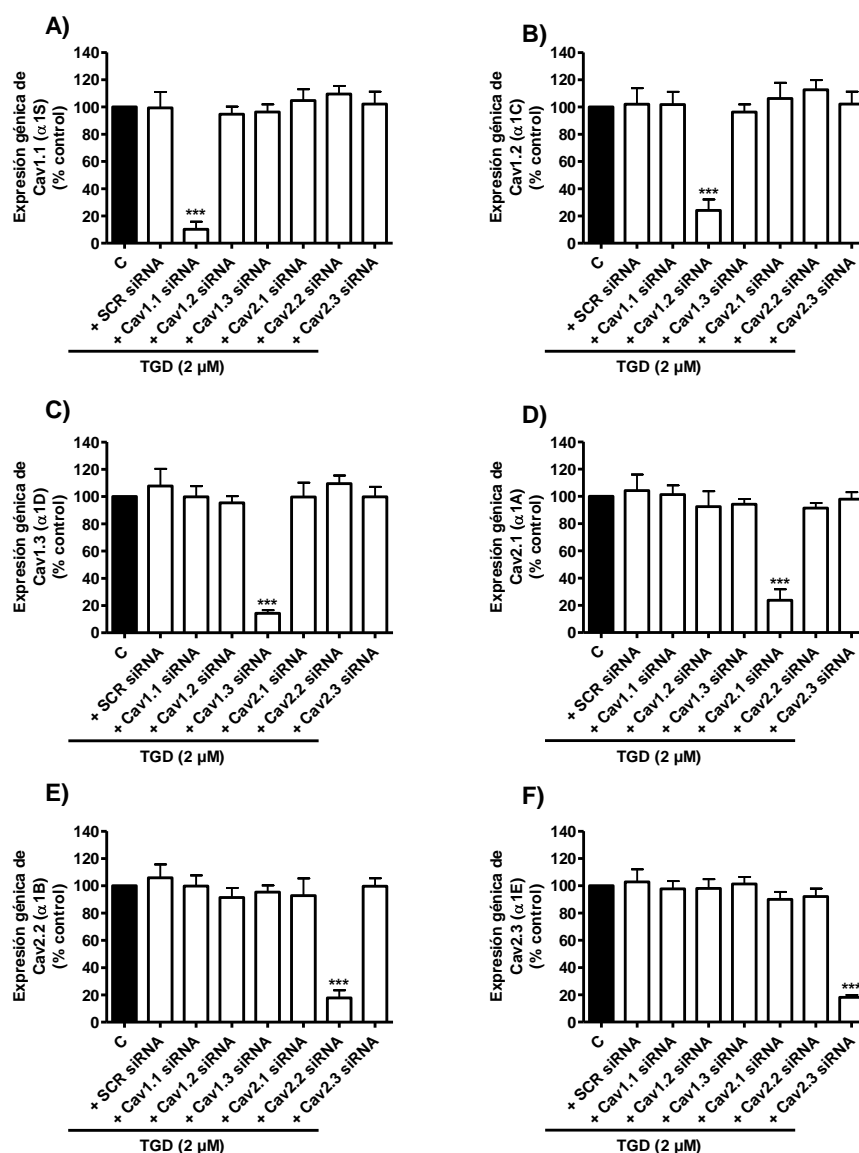 A)
Expresión génica de
Cav1.1 (α1S)
(% control)
140
120
100
80
60
40
20
0
***
C
+ SCR siRNA
+ Cav1.1 siRNA
+ Cav1.2 siRNA
+ Cav1.3 siRNA
+ Cav2.1 siRNA
+ Cav2.2 siRNA
+ Cav2.3 siRNA
TGD (2 µM)
B)
Expresión génica de
Cav1.2 (α1C)
(% control)
140
120
100
80
60
40
20
0
***
C
+ SCR siRNA
+ Cav1.1 siRNA
+ Cav1.2 siRNA
+ Cav1.3 siRNA
+ Cav2.1 siRNA
+ Cav2.2 siRNA
+ Cav2.3 siRNA
TGD (2 µM)
C)
Expresión génica de
Cav1.3 (α1D)
(% control)
140
120
100
80
60
40
20
0
***
C
+ SCR siRNA
+ Cav1.1 siRNA
+ Cav1.2 siRNA
+ Cav1.3 siRNA
+ Cav2.1 siRNA
+ Cav2.2 siRNA
+ Cav2.3 siRNA
TGD (2 µM)
D)
Expresión génica de
Cav2.1 (α1A)
(% control)
140
120
100
80
60
40
20
0
***
C
+ SCR siRNA
+ Cav1.1 siRNA
+ Cav1.2 siRNA
+ Cav1.3 siRNA
+ Cav2.1 siRNA
+ Cav2.2 siRNA
+ Cav2.3 siRNA
TGD (2 µM)
E)
Expresión génica de
Cav2.2 (α1B)
(% control)
140
120
100
80
60
40
20
0
***
C
+ SCR siRNA
+ Cav1.1 siRNA
+ Cav1.2 siRNA
+ Cav1.3 siRNA
+ Cav2.1 siRNA
+ Cav2.2 siRNA
+ Cav2.3 siRNA
TGD (2 µM)
F)
Expresión génica de
Cav2.3 (α1E)
(% control)
140
120
100
80
60
40
20
0
***
C
+ SCR siRNA
+ Cav1.1 siRNA
+ Cav1.2 siRNA
+ Cav1.3 siRNA
+ Cav2.1 siRNA
+ Cav2.2 siRNA
+ Cav2.3 siRNA
TGD (2 µM)